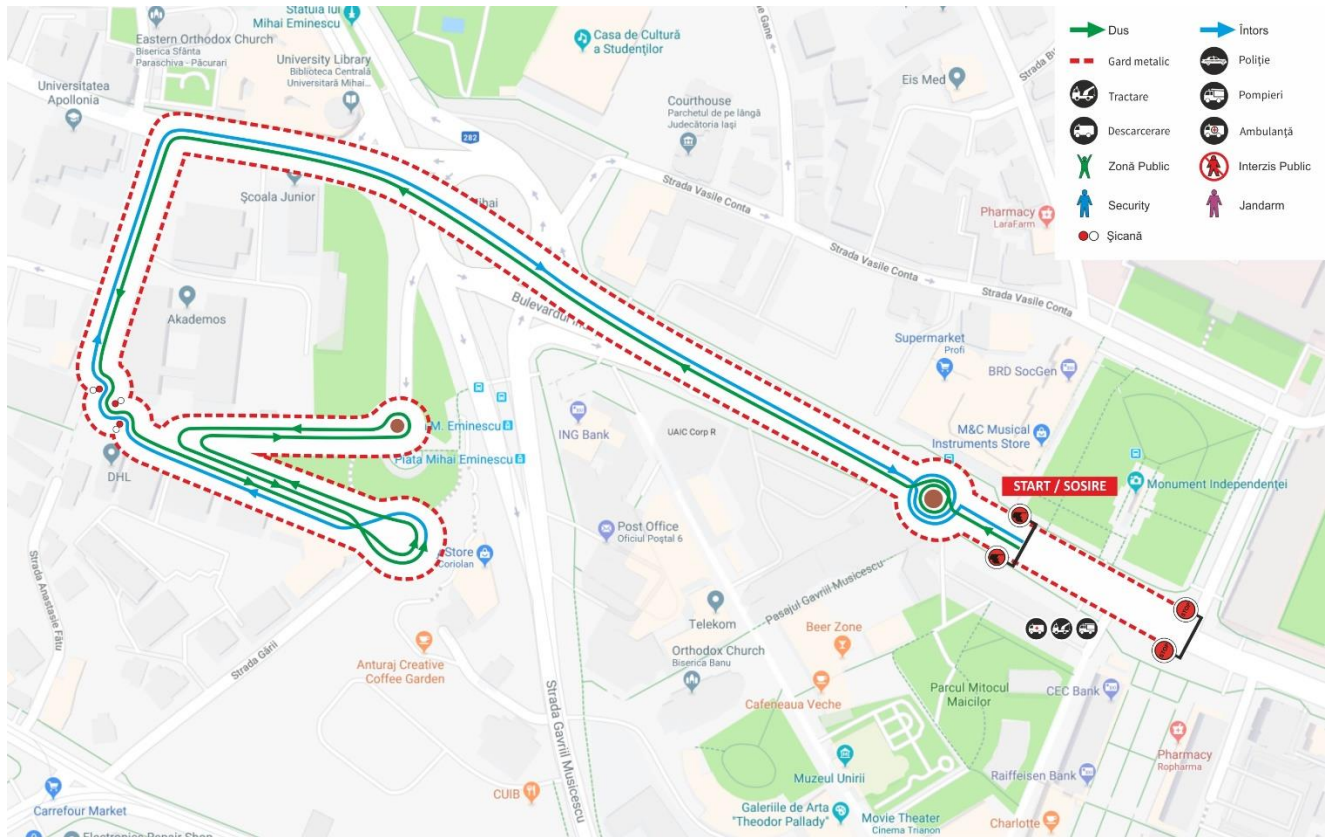 Statuia lui
Mihai Eminescu
Eastern Orthodox Church
Biserica Sfânta
Paraschiva - Păcurari
University Library
Biblioteca Centrală
Universitară Mihai...
Casa de Cultură
a Studenților
Universitatea
Apollonia
Eis Med
Courthouse
Parchetul de pe lângă
Judecătoria Iași
282
Școala Junior
Strada Vasile Conta
Strada Vasile Conta
Strada Vasile Conta
Pharmacy
LaraFarm
Akademos
Supermarket
Profi
BRD SocGen
M&C Musical
Instruments Store
ING Bank
UAIC Corp R
M. Eminescu
Piața Mihai Eminescu
DHL
START / SOSIRE
Monument Independenței
STOP
STOP
Post Office
Oficiul Poștal 6
Coriolan
Pasajul Gavriil Musicescu
Telekom
Beer Zone
Orthodox Church
Biserica Banu
Strada Anastasie Fătu
Strada Gării
Anturaj Creative
Coffee Garden
Strada Gavriil Musicescu
Cafeneaua Veche
Parcul Mitocul
Maicilor
CEC Bank
Pharmacy
Ropharma
Muzeul Unirii
Raiffeisen Bank
CUIB
Carrefour Market
Galeriile de Arta
"Theodor Pallady"
Movie Theater
Cinema Trianon
Charlotte
Dus
Întors
Gard metalic
Poliție
Tractare
Pompieri
Descarcerare
Ambulanță
Zonă Public
Interzis Public
Security
Jandarm
Șicană